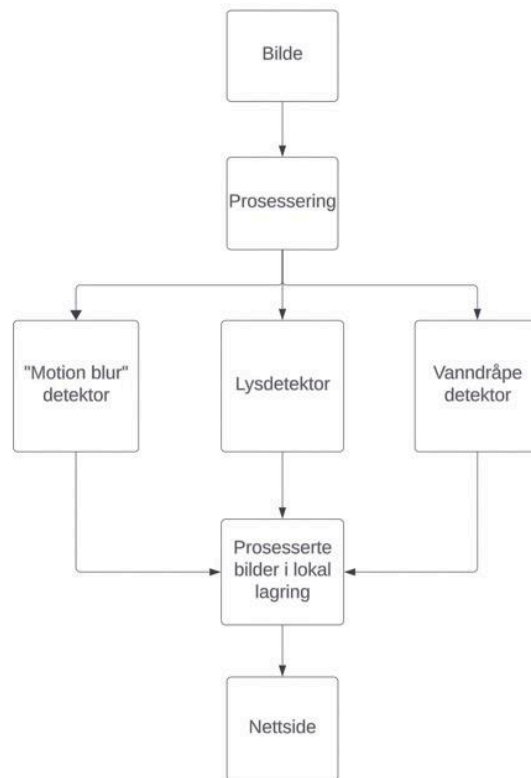 Bilde
Prosessering
"Motion blur"
detektor
Lysdetektor
Vanndråpe
detektor
Prosesserte
bilder i lokal
lagring
Nettside